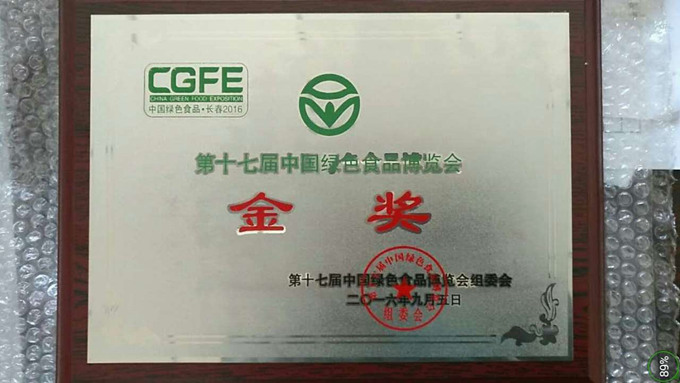 CGFE
CHINA GREEN FOOD EXPOSITION
中国绿色食品·长春2016
第十七届中国绿色食品博览会
金 奖
第十七届中国绿色食品博览会组委会
二〇一六年九月五日
组委会
89%